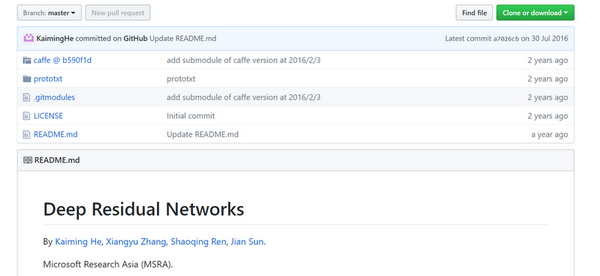 Branch: master New pull request Find file Clone or download
KaimingHe committed on GitHub Update README.md Latest commit a7026cb on 30 Jul 2016
caffe @ b590f1d add submodule of caffe version at 2016/2/3 2 years ago
prototxt prototxt 2 years ago
.gitmodules add submodule of caffe version at 2016/2/3 2 years ago
LICENSE Initial commit 2 years ago
README.md Update README.md a year ago
README.md
Deep Residual Networks
By Kaiming He, Xiangyu Zhang, Shaoqing Ren, Jian Sun.
Microsoft Research Asia (MSRA).